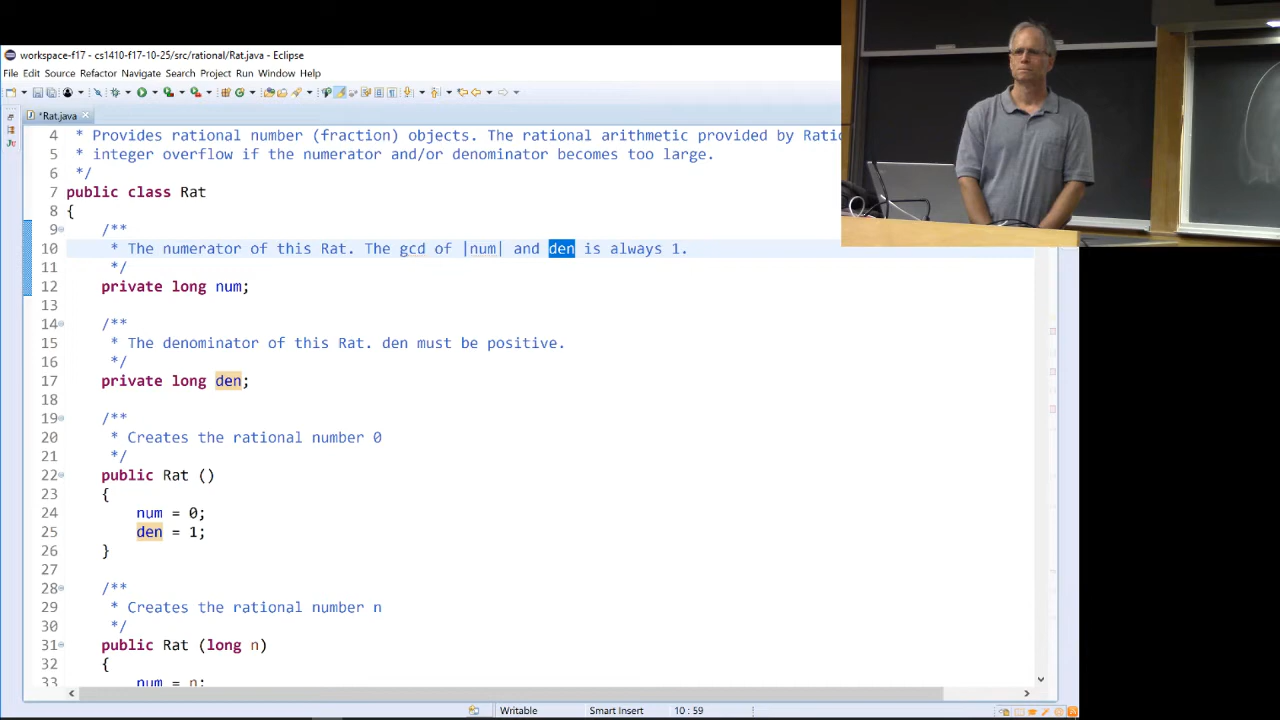 workspace-f17 - cs1410-f17-10-25/src/rational/Rat.java - Eclipse
File Edit Source Refactor Navigate Search Project Run Window Help
*Rat.java
4 * Provides rational number (fraction) objects. The rational arithmetic provided by Ratio
5 * integer overflow if the numerator and/or denominator becomes too large.
6 */
7 public class Rat
8 {
9 /**
10 * The numerator of this Rat. The gcd of |num| and den is always 1.
11 */
12 private long num;
13
14 /**
15 * The denominator of this Rat. den must be positive.
16 */
17 private long den;
18
19 /**
20 * Creates the rational number 0
21 */
22 public Rat ()
23 {
24 num = 0;
25 den = 1;
26 }
27
28 /**
29 * Creates the rational number n
30 */
31 public Rat (long n)
32 {
33 num = n;
Writable Smart Insert 10 : 59